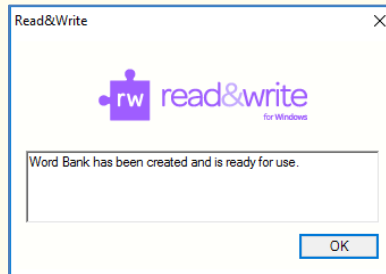 Read&Write
rw read&write
for Windows
Word Bank has been created and is ready for use.
OK